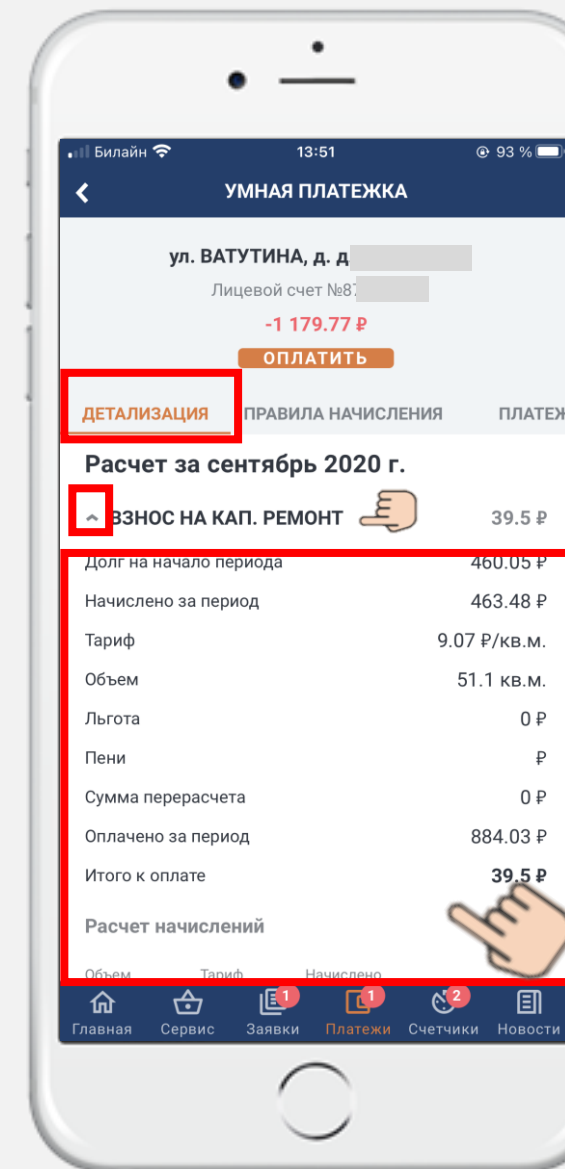 Билайн 13:51 93 %
УМНАЯ ПЛАТЕЖКА
ул. ВАТУТИНА, д. д
Лицевой счет №87
-1 179.77 ₽
ОПЛАТИТЬ
ДЕТАЛИЗАЦИЯ ПРАВИЛА НАЧИСЛЕНИЯ ПЛАТЕЖ
Расчет за сентябрь 2020 г.
ВЗНОС НА КАП. РЕМОНТ 39.5 ₽
Долг на начало периода 460.05 ₽
Начислено за период 463.48 ₽
Тариф 9.07 ₽/кв.м.
Объем 51.1 кв.м.
Льгота 0 ₽
Пени ₽
Сумма перерасчета 0 ₽
Оплачено за период 884.03 ₽
Итого к оплате 39.5 ₽
Расчет начислений
Объем Тариф Начислено
1 1 2
Главная Сервис Заявки Платежи Счетчики Новости